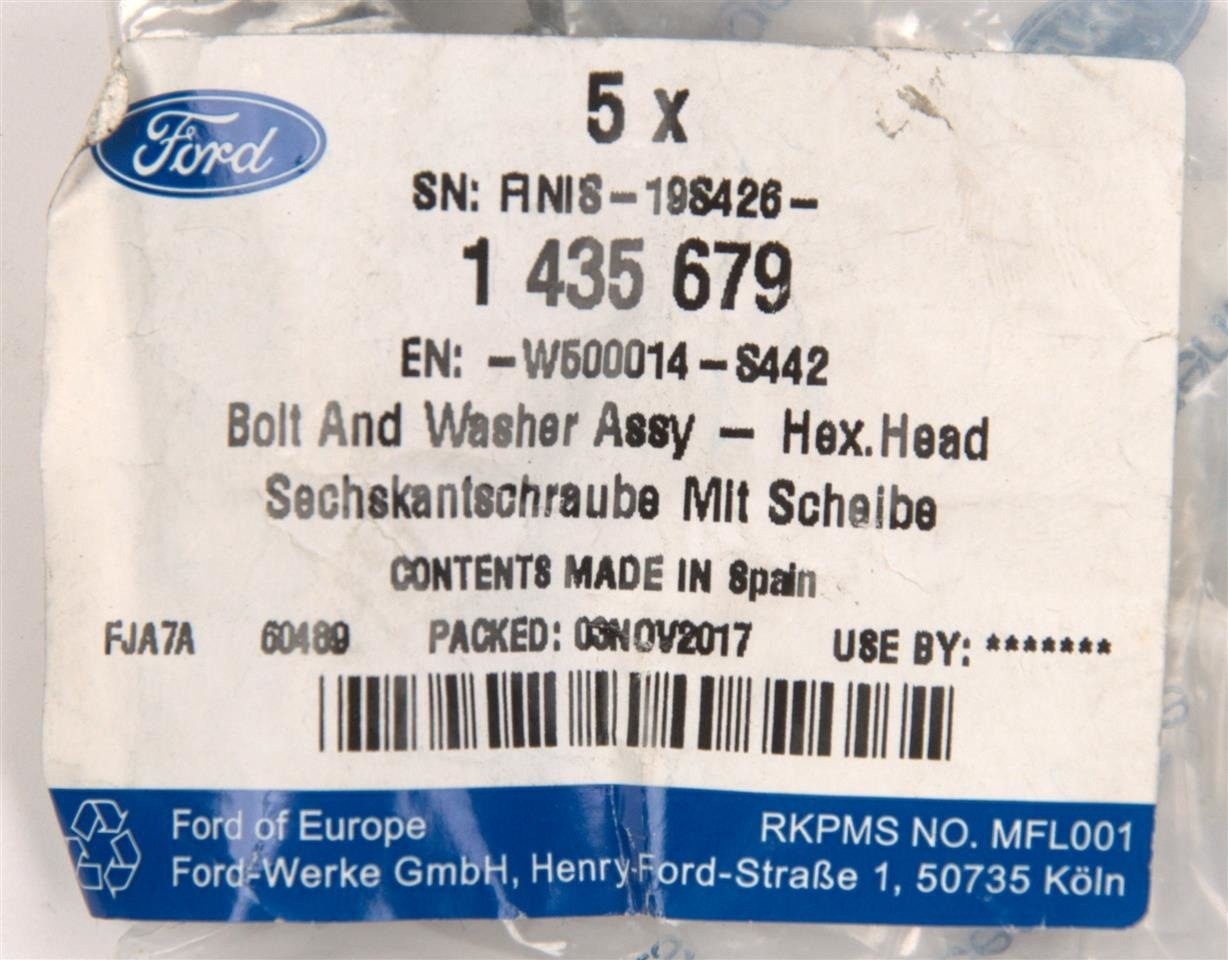 Ford
5 x
SN: FINIS-19S426-
1 435 679
EN: -W500014-S442
Bolt And Washer Assy - Hex.Head
Sechskantschraube Mit Scheibe
CONTENTS MADE IN Spain
FJA7A 60489 PACKED: 03NOV2017 USE BY: *******
Ford of Europe RKPMS NO. MFL001
Ford-Werke GmbH, Henry-Ford-Straße 1, 50735 Köln